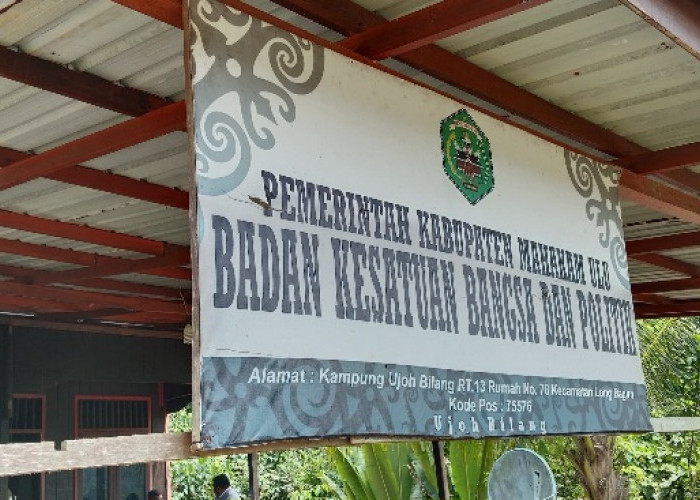 PEMERINTAH KABUPATEN MAHAKAM ULU
BADAN KESATUAN BANGSA DAN POLITIK
Alamat : Kampung Ujoh Bilang RT.13 Rumah No. 78 Kecamatan Long Bagun
Kode Pos : 75576
Ujoh Bilang